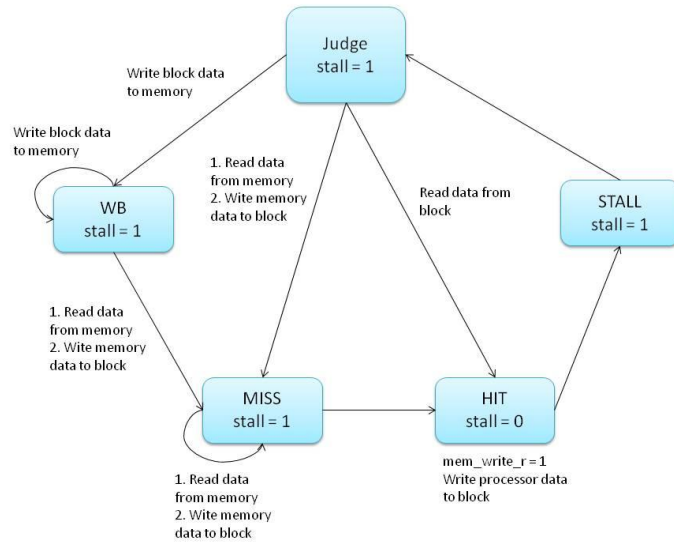 Judge
stall = 1
Write block data
to memory
Write block data
to memory
1. Read data
from memory
2. Wite memory
data to block
Read data from
block
WB
stall = 1
STALL
stall = 1
1. Read data
from memory
2. Wite memory
data to block
MISS
stall = 1
HIT
stall = 0
1. Read data
from memory
2. Wite memory
data to block
mem_write_r = 1
Write processor data
to block